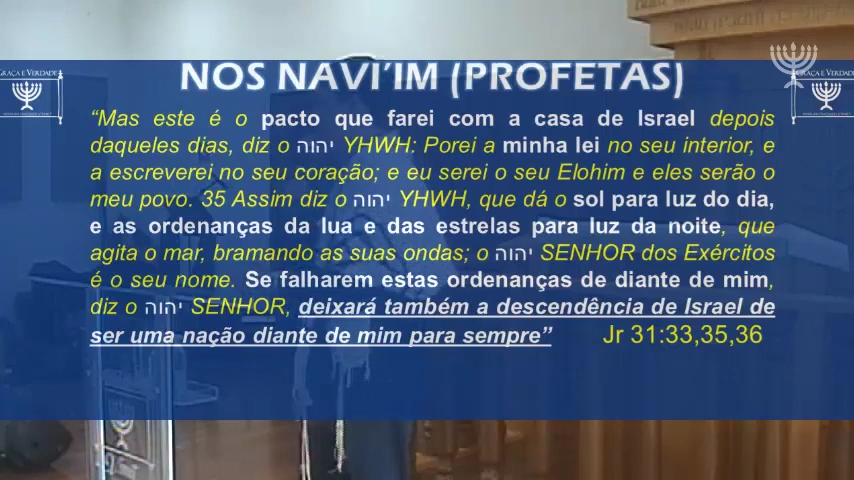 NOS NAVI’IM (PROFETAS)
GRAÇA E VERDADE
“Mas este é o pacto que farei com a casa de Israel depois
daqueles dias, diz o יהוה YHWH: Porei a minha lei no seu interior, e
a escreverei no seu coração; e eu serei o seu Elohim e eles serão o
meu povo. 35 Assim diz o יהוה YHWH, que dá o sol para luz do dia,
e as ordenanças da lua e das estrelas para luz da noite, que
agita o mar, bramando as suas ondas; o יהוה SENHOR dos Exércitos
é o seu nome. Se falharem estas ordenanças de diante de mim,
diz o יהוה SENHOR, deixará também a descendência de Israel de
ser uma nação diante de mim para sempre” Jr 31:33,35,36